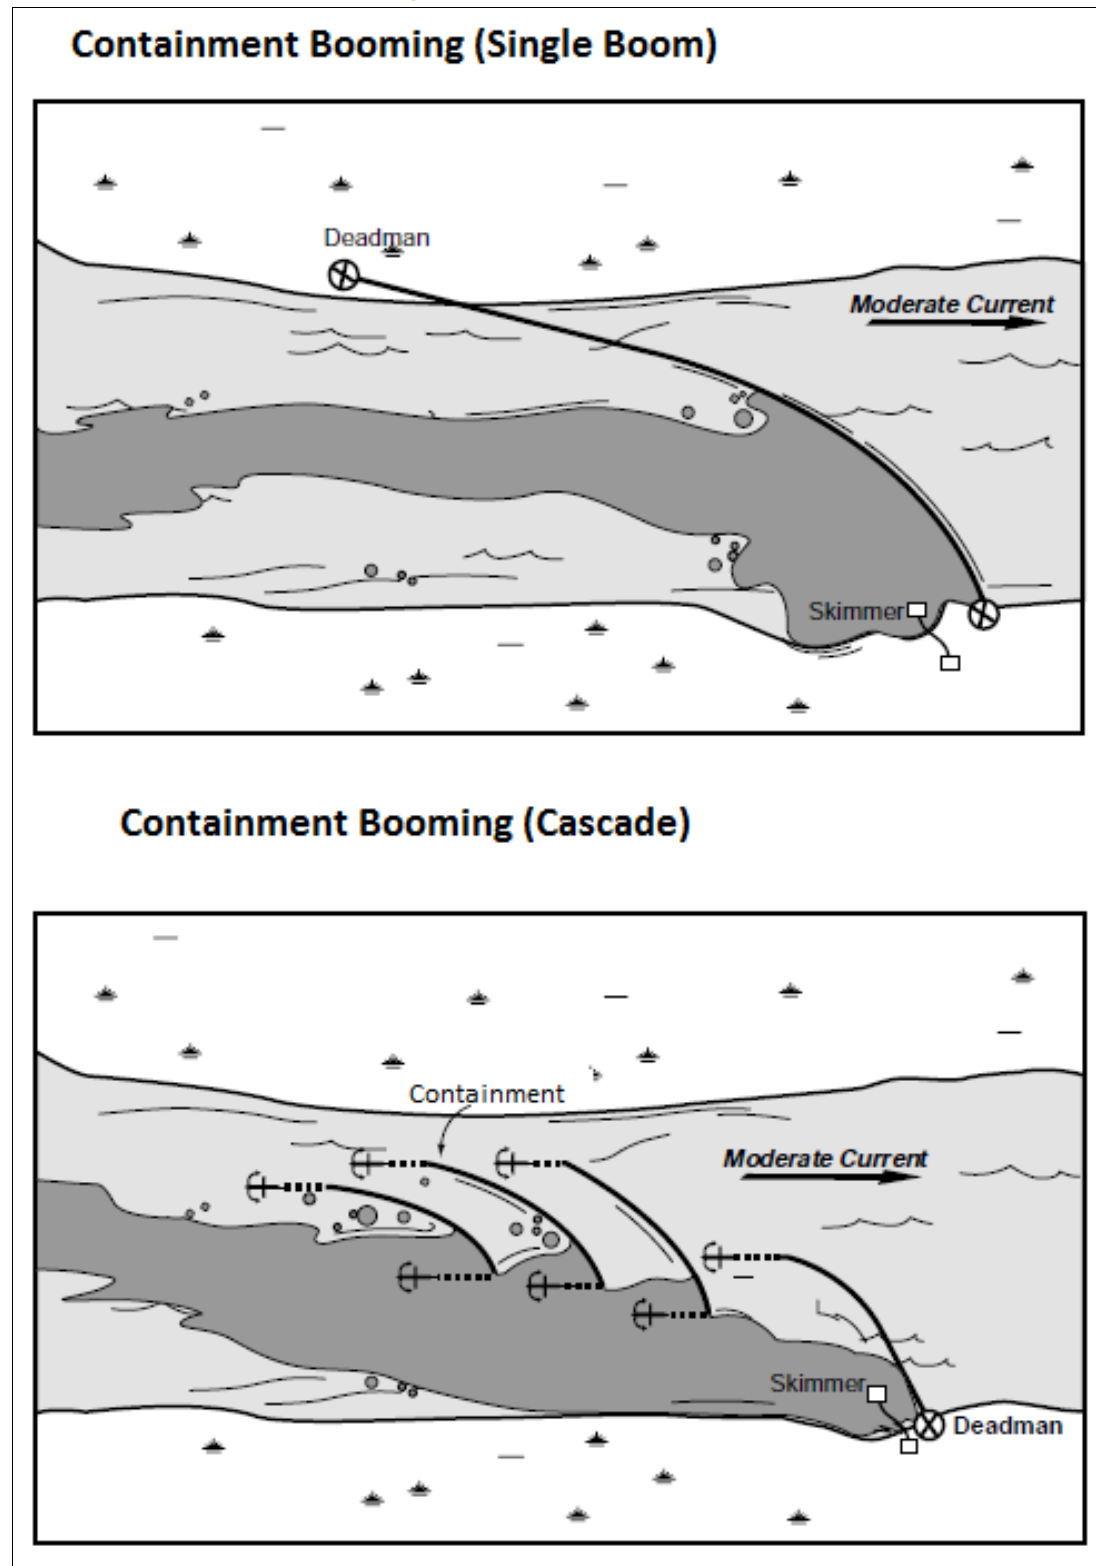 Containment Booming (Single Boom)
Deadman
Moderate Current
Skimmer
Containment Booming (Cascade)
Containment
Moderate Current
Skimmer
Deadman